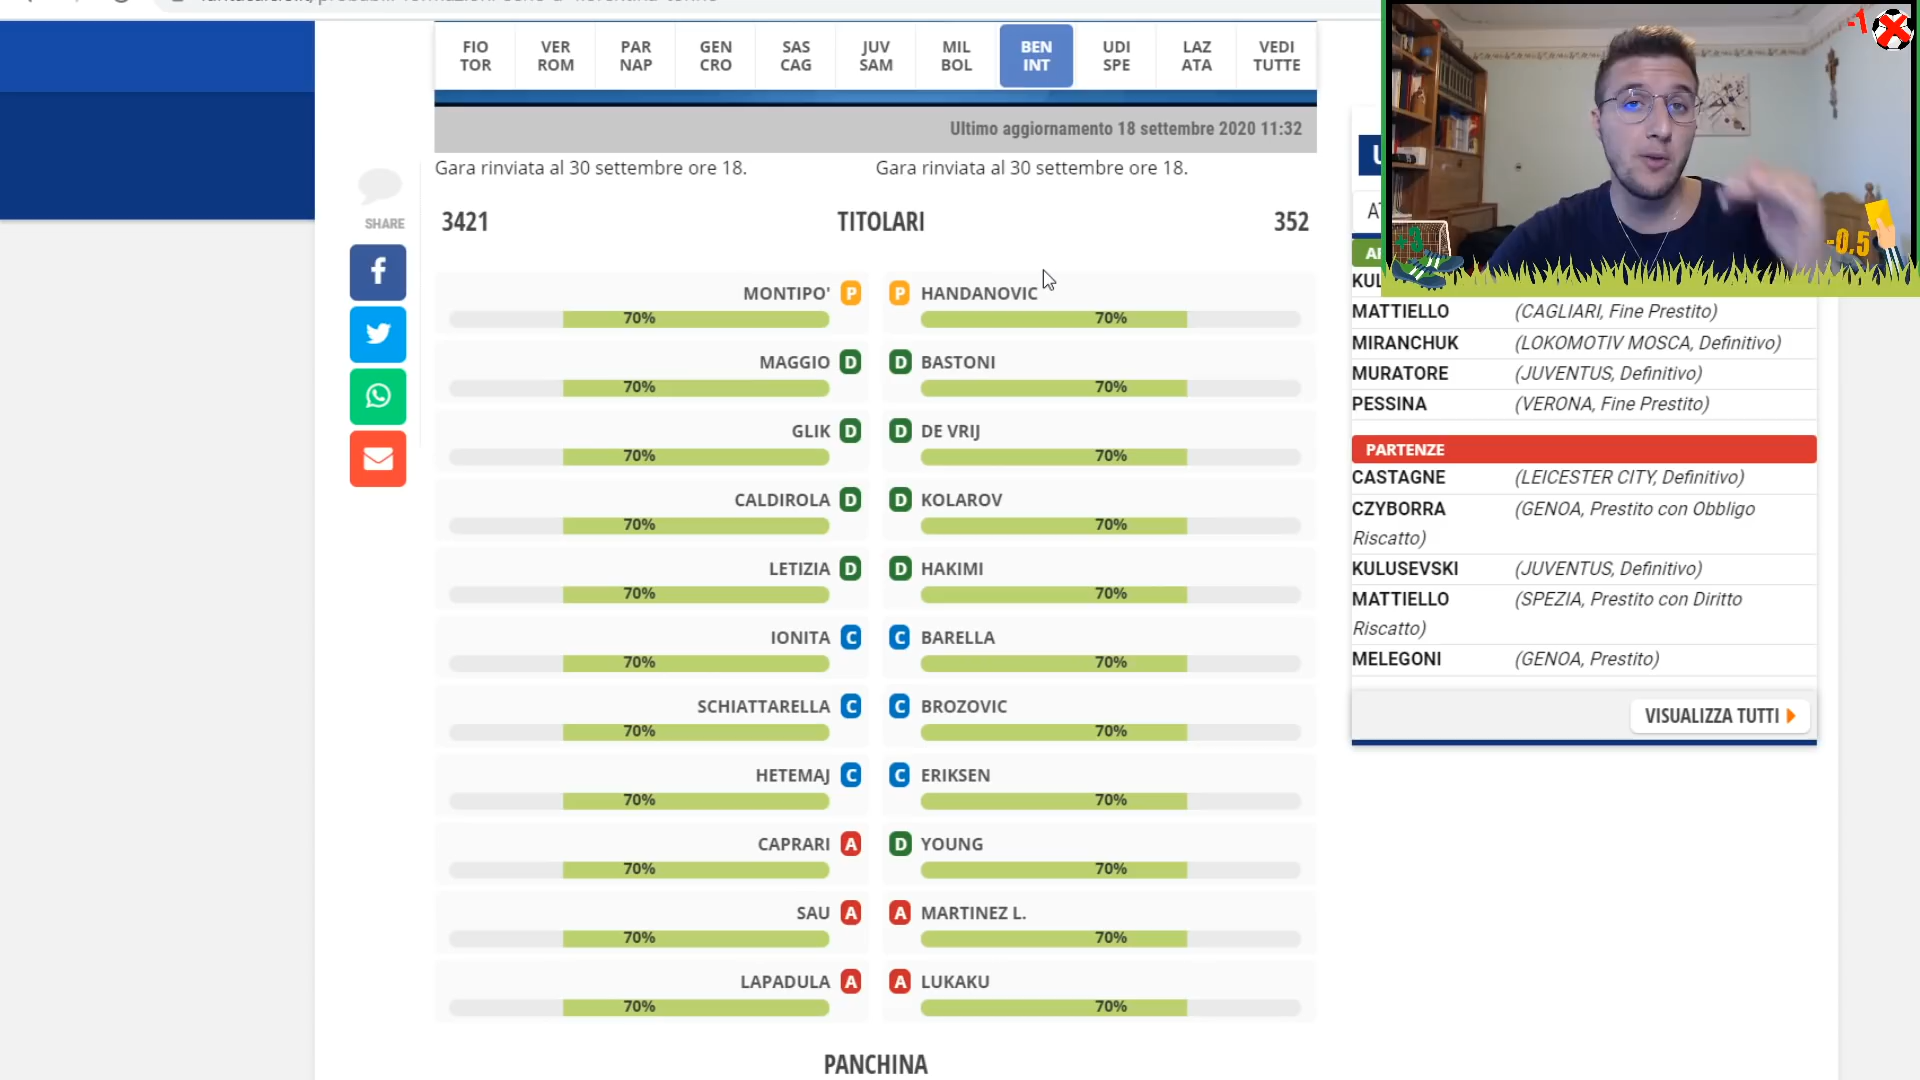 FIO TOR
VER ROM
PAR NAP
GEN CRO
SAS CAG
JUV SAM
MIL BOL
BEN INT
UDI SPE
LAZ ATA
VEDI TUTTE
Ultimo aggiornamento 18 settembre 2020 11:32
Gara rinviata al 30 settembre ore 18.
Gara rinviata al 30 settembre ore 18.
3421 TITOLARI 352
SHARE
MONTIPO' P
70%
P HANDANOVIC
70%
MAGGIO D
70%
D BASTONI
70%
GLIK D
70%
D DE VRIJ
70%
CALDIROLA D
70%
D KOLAROV
70%
LETIZIA D
70%
D HAKIMI
70%
IONITA C
70%
C BARELLA
70%
SCHIATTARELLA C
70%
C BROZOVIC
70%
HETEMAJ C
70%
C ERIKSEN
70%
CAPRARI A
70%
D YOUNG
70%
SAU A
70%
A MARTINEZ L.
70%
LAPADULA A
70%
A LUKAKU
70%
PANCHINA
-1
+3
-0,5
MATTIELLO (CAGLIARI, Fine Prestito)
MIRANCHUK (LOKOMOTIV MOSCA, Definitivo)
MURATORE (JUVENTUS, Definitivo)
PESSINA (VERONA, Fine Prestito)
PARTENZE
CASTAGNE (LEICESTER CITY, Definitivo)
CZYBORRA (GENOA, Prestito con Obbligo
Riscatto)
KULUSEVSKI (JUVENTUS, Definitivo)
MATTIELLO (SPEZIA, Prestito con Diritto
Riscatto)
MELEGONI (GENOA, Prestito)
VISUALIZZA TUTTI